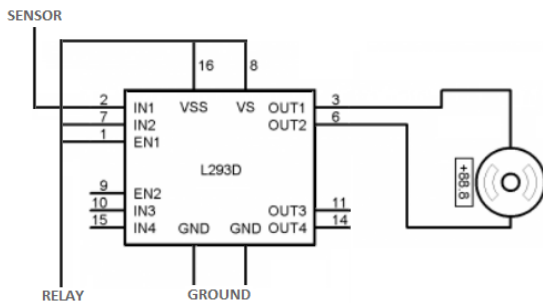 SENSOR
16 8
2 IN1 VSS VS OUT1 3
7 IN2 OUT2 6
1 EN1
L293D
+88.8
9 EN2
10 IN3 OUT3 11
15 IN4 GND GND OUT4 14
RELAY GROUND